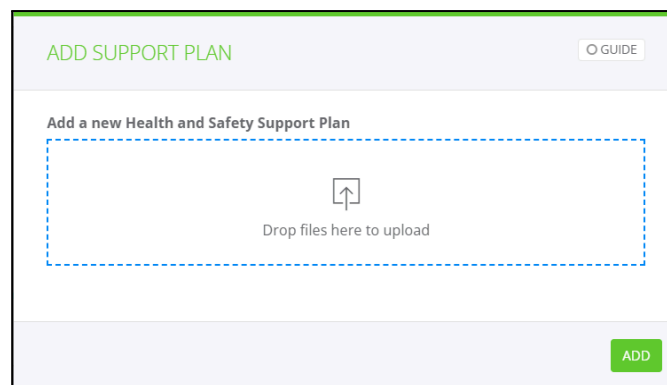 ADD SUPPORT PLAN
GUIDE
Add a new Health and Safety Support Plan
Drop files here to upload
ADD